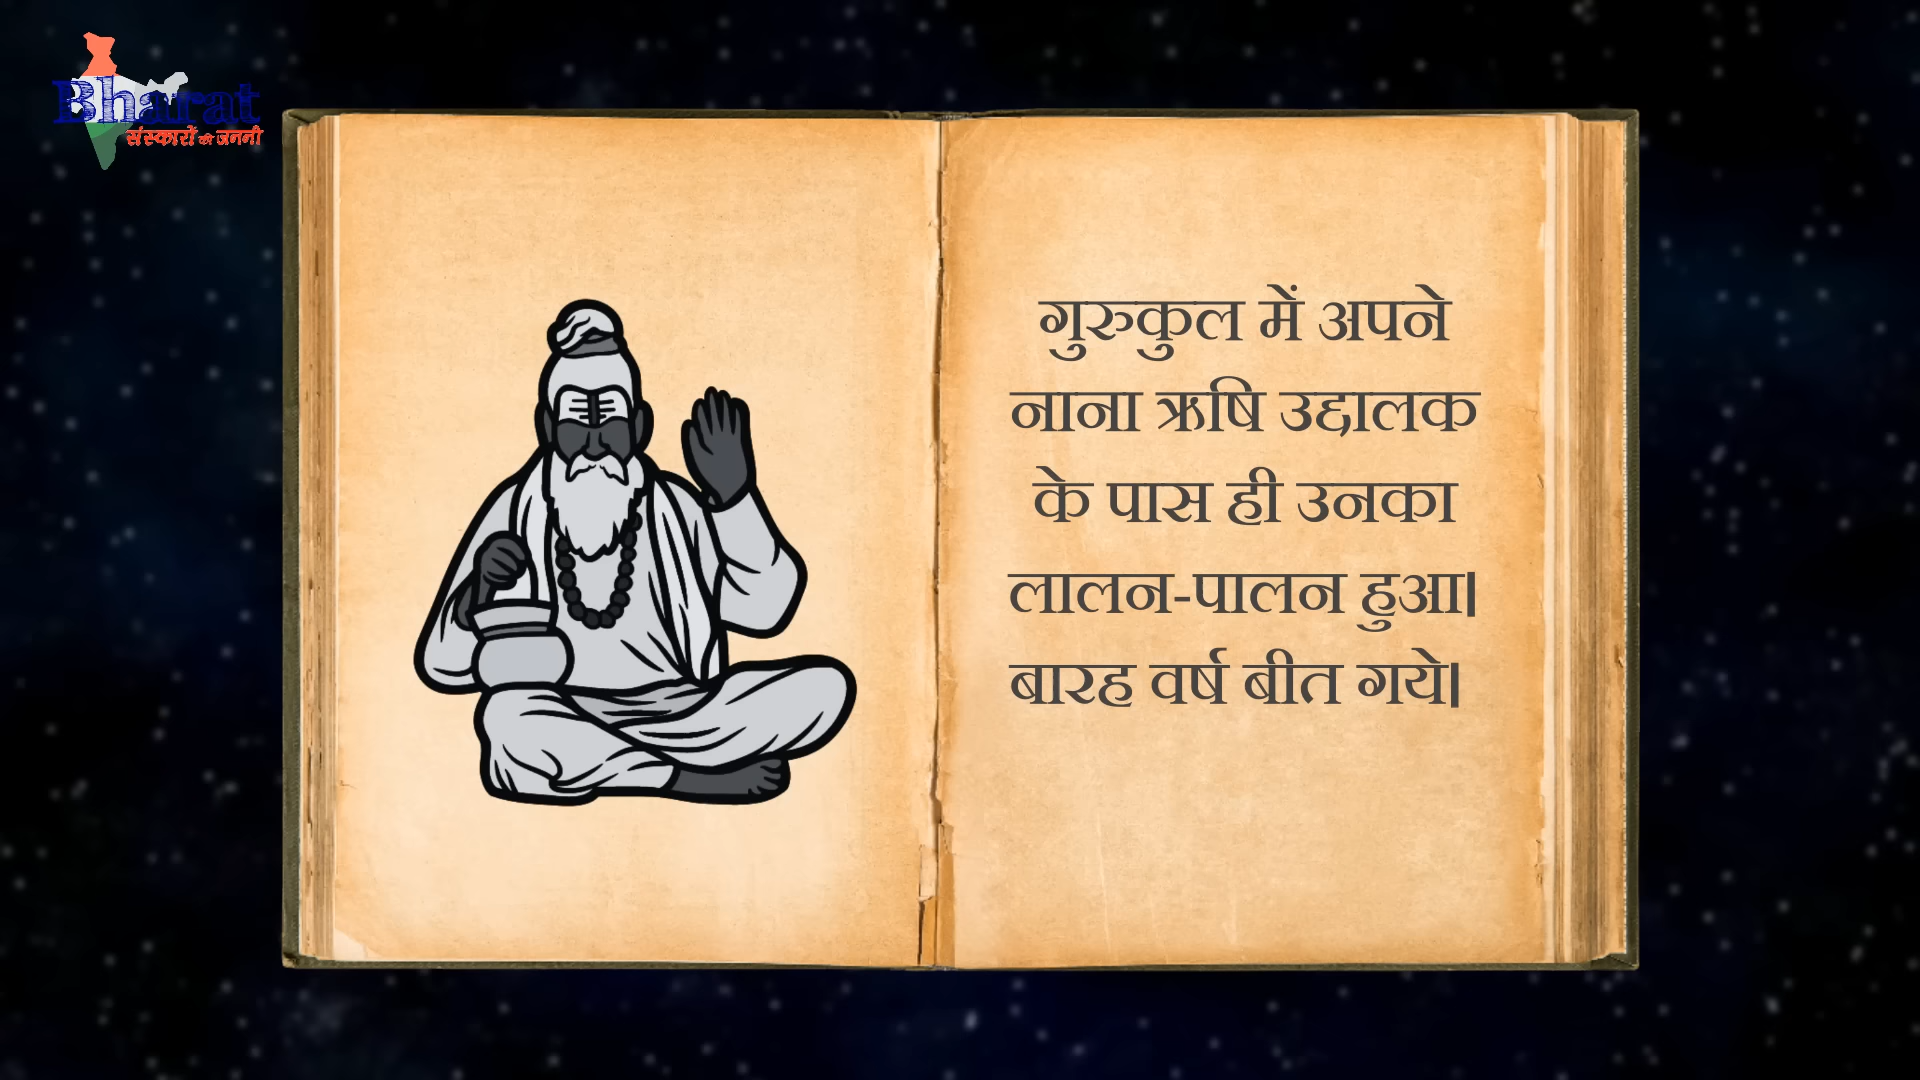 Bharat
संस्कारों की जननी
गुरुकुल में अपने
नाना ऋषि उद्दालक
के पास ही उनका
लालन-पालन हुआ।
बारह वर्ष बीत गये।